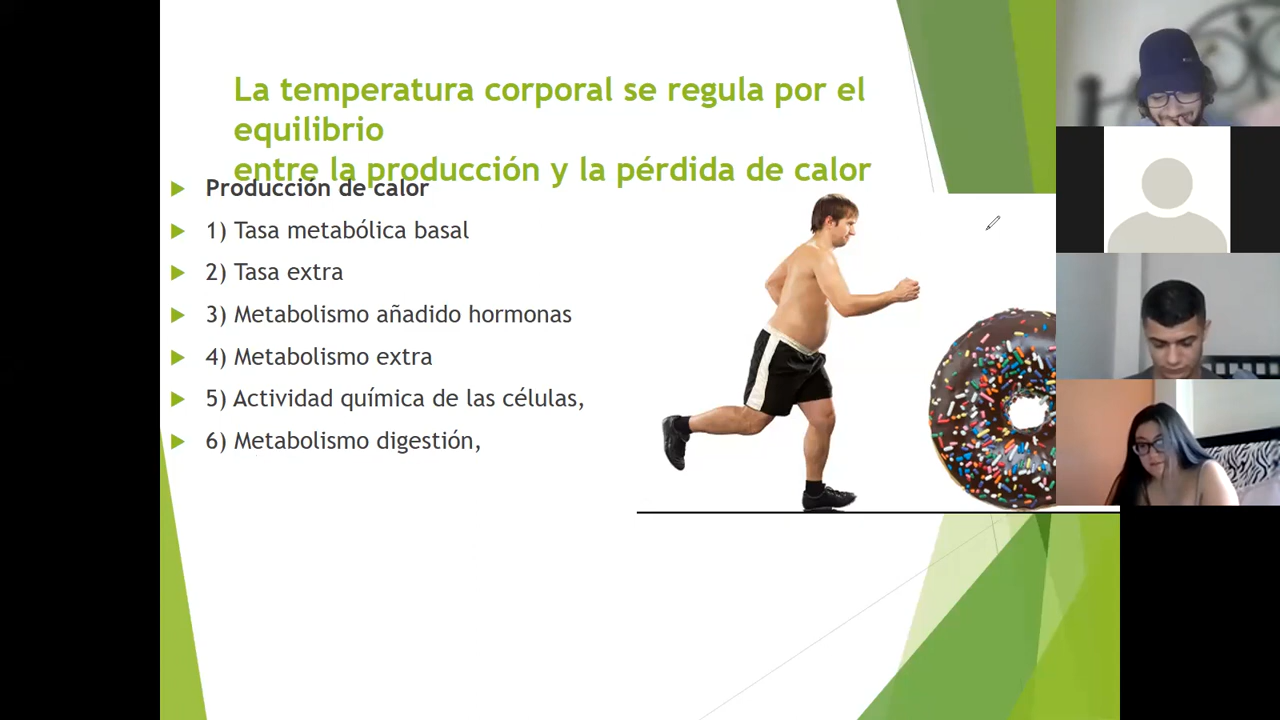 La temperatura corporal se regula por el
equilibrio
entre la producción y la pérdida de calor
Producción de calor
1) Tasa metabólica basal
2) Tasa extra
3) Metabolismo añadido hormonas
4) Metabolismo extra
5) Actividad química de las células,
6) Metabolismo digestión,